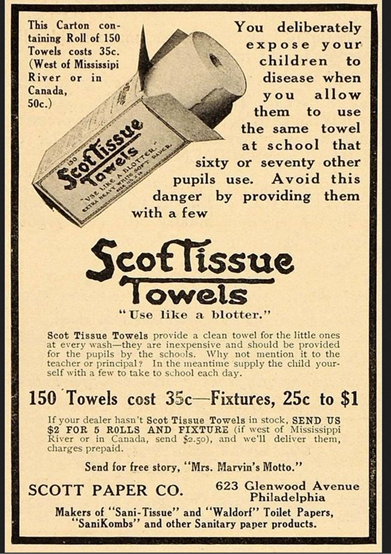 This Carton con-
taining Roll of 150
Towels costs 35c.
(West of Mississipi
River or in
Canada,
50c.)
You deliberately
expose your
children to
disease when
you allow
them to use
the same towel
at school that
sixty or seventy other
pupils use. Avoid this
danger by providing them
with a few
150
ScotTissue
Towels
"USE LIKE A BLOTTER"
ScotTissue
Towels
"Use like a blotter."
Scot Tissue Towels provide a clean towel for the little ones
at every wash—they are inexpensive and should be provided
for the pupils by the schools. Why not mention it to the
teacher or principal? In the meantime supply the child your-
self with a few to take to school each day.
150 Towels cost 35c—Fixtures, 25c to $1
If your dealer hasn't Scot Tissue Towels in stock, SEND US
$2 FOR 5 ROLLS AND FIXTURE (if west of Mississippi
River or in Canada, send $2.50), and we'll deliver them,
charges prepaid.
Send for free story, "Mrs. Marvin's Motto."
SCOTT PAPER CO. 623 Glenwood Avenue
Philadelphia
Makers of "Sani-Tissue" and "Waldorf" Toilet Papers,
"SaniKombs" and other Sanitary paper products.